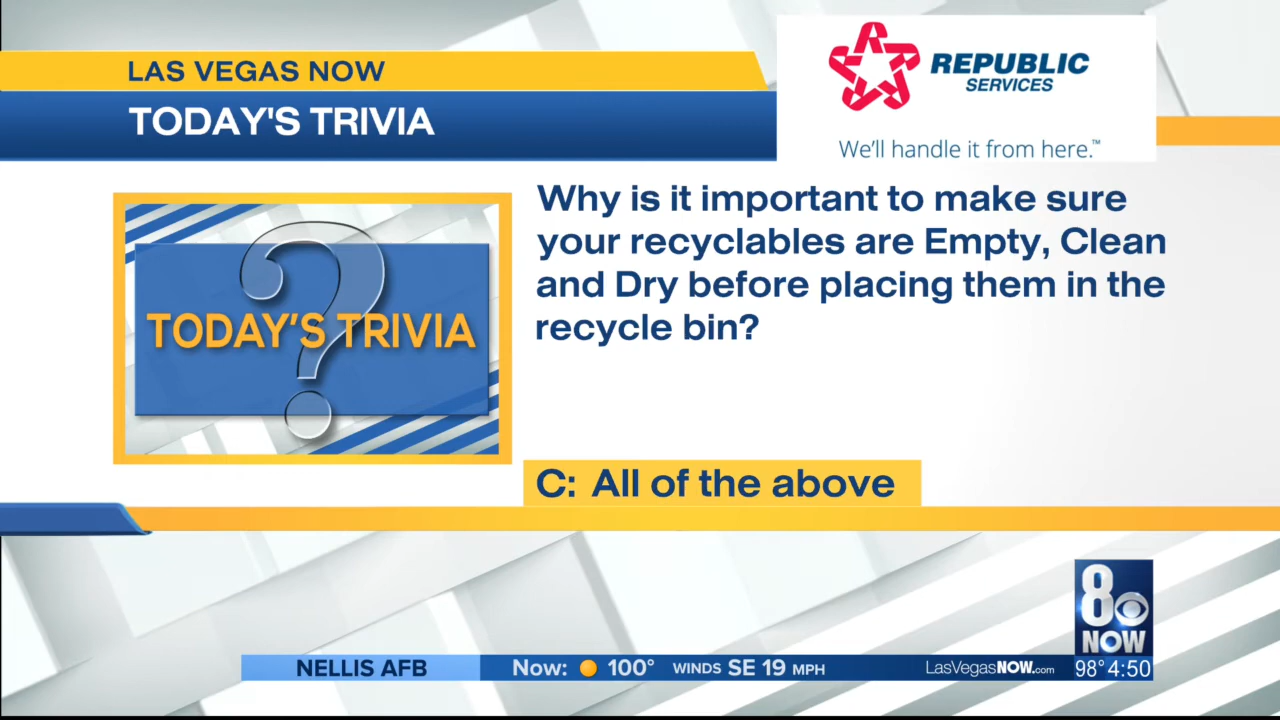 LAS VEGAS NOW
TODAY'S TRIVIA
REPUBLIC
SERVICES
We'll handle it from here.™
Why is it important to make sure
your recyclables are Empty, Clean
and Dry before placing them in the
recycle bin?
?
TODAY'S TRIVIA
C: All of the above
8
NOW
NELLIS AFB
Now: 100° WINDS SE 19 MPH
LasVegasNOW.com
98° 4:50